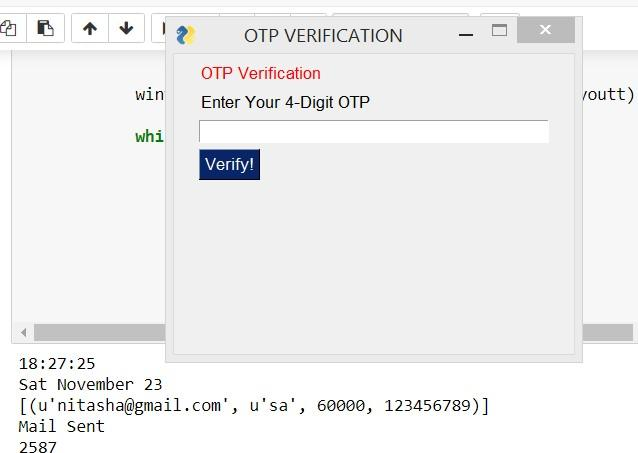 OTP VERIFICATION
OTP Verification
Enter Your 4-Digit OTP
Verify!
win
youtt)
whi
18:27:25
Sat November 23
[(u'nitasha@gmail.com', u'sa', 60000, 123456789)]
Mail Sent
2587